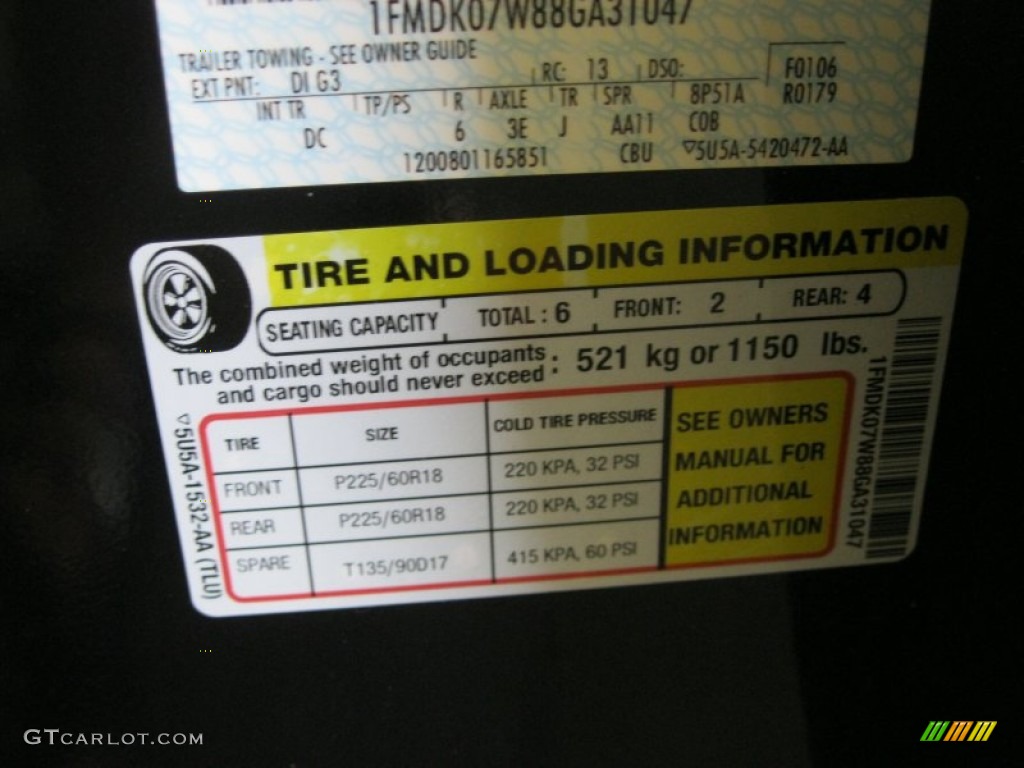 1FMDK07W88GA31047
TRAILER TOWING - SEE OWNER GUIDE
EXT PNT: DI G3 RC: 13 DSO: F0106
INT TR TP/PS R AXLE TR SPR 8P51A R0179
DC 6 3E J AA11 COB
1200801165851 CBU ▽5U5A-5420472-AA
TIRE AND LOADING INFORMATION
SEATING CAPACITY TOTAL : 6 FRONT: 2 REAR: 4
The combined weight of occupants
and cargo should never exceed : 521 kg or 1150 lbs.
TIRE SIZE COLD TIRE PRESSURE
FRONT P225/60R18 220 KPA, 32 PSI
REAR P225/60R18 220 KPA, 32 PSI
SPARE T135/90D17 415 KPA, 60 PSI
SEE OWNERS
MANUAL FOR
ADDITIONAL
INFORMATION
▽5U5A-1532-AA (TLU)
1FMDK07W88GA31047
GTCARLOT.COM